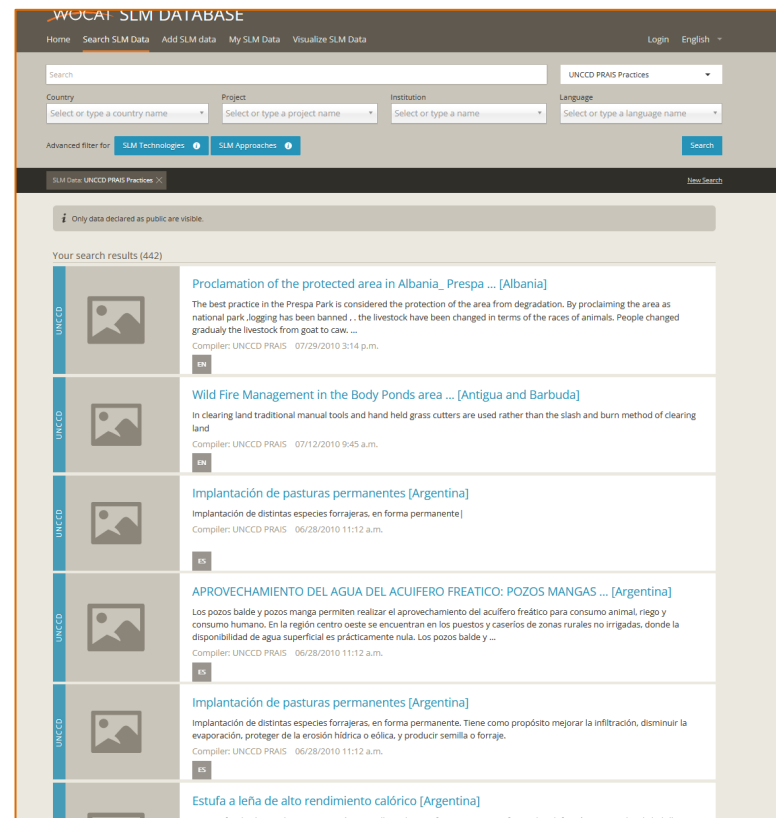 WOCAT SLM DATABASE
Home Search SLM Data Add SLM data My SLM Data Visualize SLM Data Login English
Search UNCCD PRAIS Practices
Country Project Institution Language
Select or type a country name Select or type a project name Select or type a name Select or type a language name
Advanced filter for SLM Technologies i SLM Approaches i Search
SLM Data: UNCCD PRAIS Practices × New Search
i Only data declared as public are visible.
Your search results (442)
UNCCD
Proclamation of the protected area in Albania_ Prespa ... [Albania]
The best practice in the Prespa Park is considered the protection of the area from degradation. By proclaiming the area as
national park ,logging has been banned , . the livestock have been changed in terms of the races of animals. People changed
gradualy the livestock from goat to caw. ...
Compiler: UNCCD PRAIS 07/29/2010 3:14 p.m.
EN
UNCCD
Wild Fire Management in the Body Ponds area ... [Antigua and Barbuda]
In clearing land traditional manual tools and hand held grass cutters are used rather than the slash and burn method of clearing
land
Compiler: UNCCD PRAIS 07/12/2010 9:45 a.m.
EN
UNCCD
Implantación de pasturas permanentes [Argentina]
Implantación de distintas especies forrajeras, en forma permanente|
Compiler: UNCCD PRAIS 06/28/2010 11:12 a.m.
ES
UNCCD
APROVECHAMIENTO DEL AGUA DEL ACUIFERO FREATICO: POZOS MANGAS ... [Argentina]
Los pozos balde y pozos manga permiten realizar el aprovechamiento del acuífero freático para consumo animal, riego y
consumo humano. En la región centro oeste se encuentran en los puestos y caseríos de zonas rurales no irrigadas, donde la
disponibilidad de agua superficial es prácticamente nula. Los pozos balde y ...
Compiler: UNCCD PRAIS 06/28/2010 11:12 a.m.
ES
UNCCD
Implantación de pasturas permanentes [Argentina]
Implantación de distintas especies forrajeras, en forma permanente. Tiene como propósito mejorar la infiltración, disminuir la
evaporación, proteger de la erosión hídrica o eólica, y producir semilla o forraje.
Compiler: UNCCD PRAIS 06/28/2010 11:12 a.m.
ES
Estufa a leña de alto rendimiento calórico [Argentina]